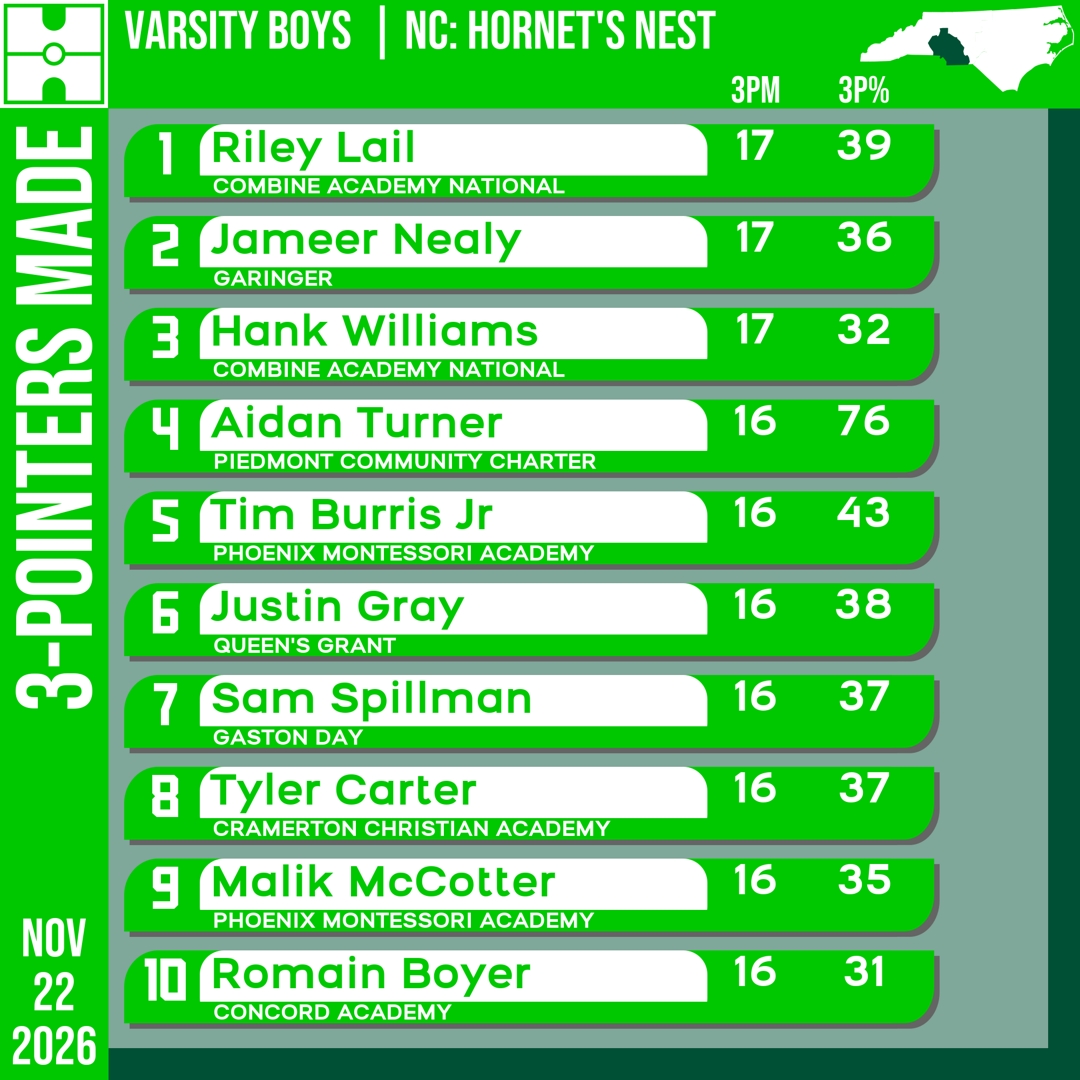 VARSITY BOYS | NC: HORNET'S NEST
3PM 3P%
3-POINTERS MADE
1 Riley Lail 17 39
COMBINE ACADEMY NATIONAL
2 Jameer Nealy 17 36
GARINGER
3 Hank Williams 17 32
COMBINE ACADEMY NATIONAL
4 Aidan Turner 16 76
PIEDMONT COMMUNITY CHARTER
5 Tim Burris Jr 16 43
PHOENIX MONTESSORI ACADEMY
6 Justin Gray 16 38
QUEEN'S GRANT
7 Sam Spillman 16 37
GASTON DAY
8 Tyler Carter 16 37
CRAMERTON CHRISTIAN ACADEMY
9 Malik McCotter 16 35
PHOENIX MONTESSORI ACADEMY
10 Romain Boyer 16 31
CONCORD ACADEMY
NOV
22
2026